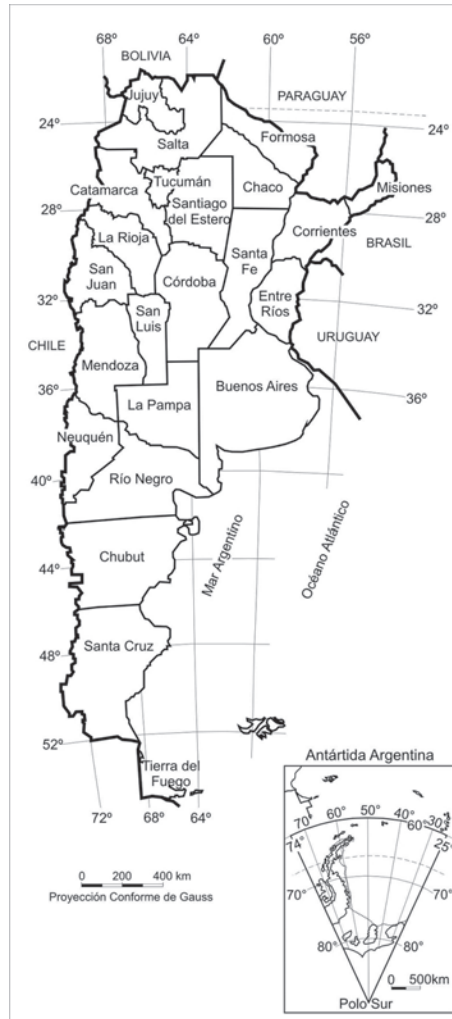 68º 64º 60º 56º
BOLIVIA
Jujuy
PARAGUAY
24º
24º
Salta
Formosa
Catamarca
Tucumán
Santiago
del Estero
Chaco
Misiones
28º
28º
La Rioja
Corrientes
BRASIL
San
Juan
Córdoba
Santa
Fe
Entre
Ríos
32º
32º
San
Luis
URUGUAY
CHILE
Mendoza
Buenos Aires
36º
36º
La Pampa
Neuquén
Río Negro
40º
Chubut
Mar Argentino
Océano Atlántico
44º
Santa Cruz
48º
52º
Tierra del
Fuego
72º 68º 64º
0 200 400 km
Proyección Conforme de Gauss
Antártida Argentina
70º 60º 50º 40º 30º
74º 25º
70º 70º
80º 80º
0 500km
Polo Sur